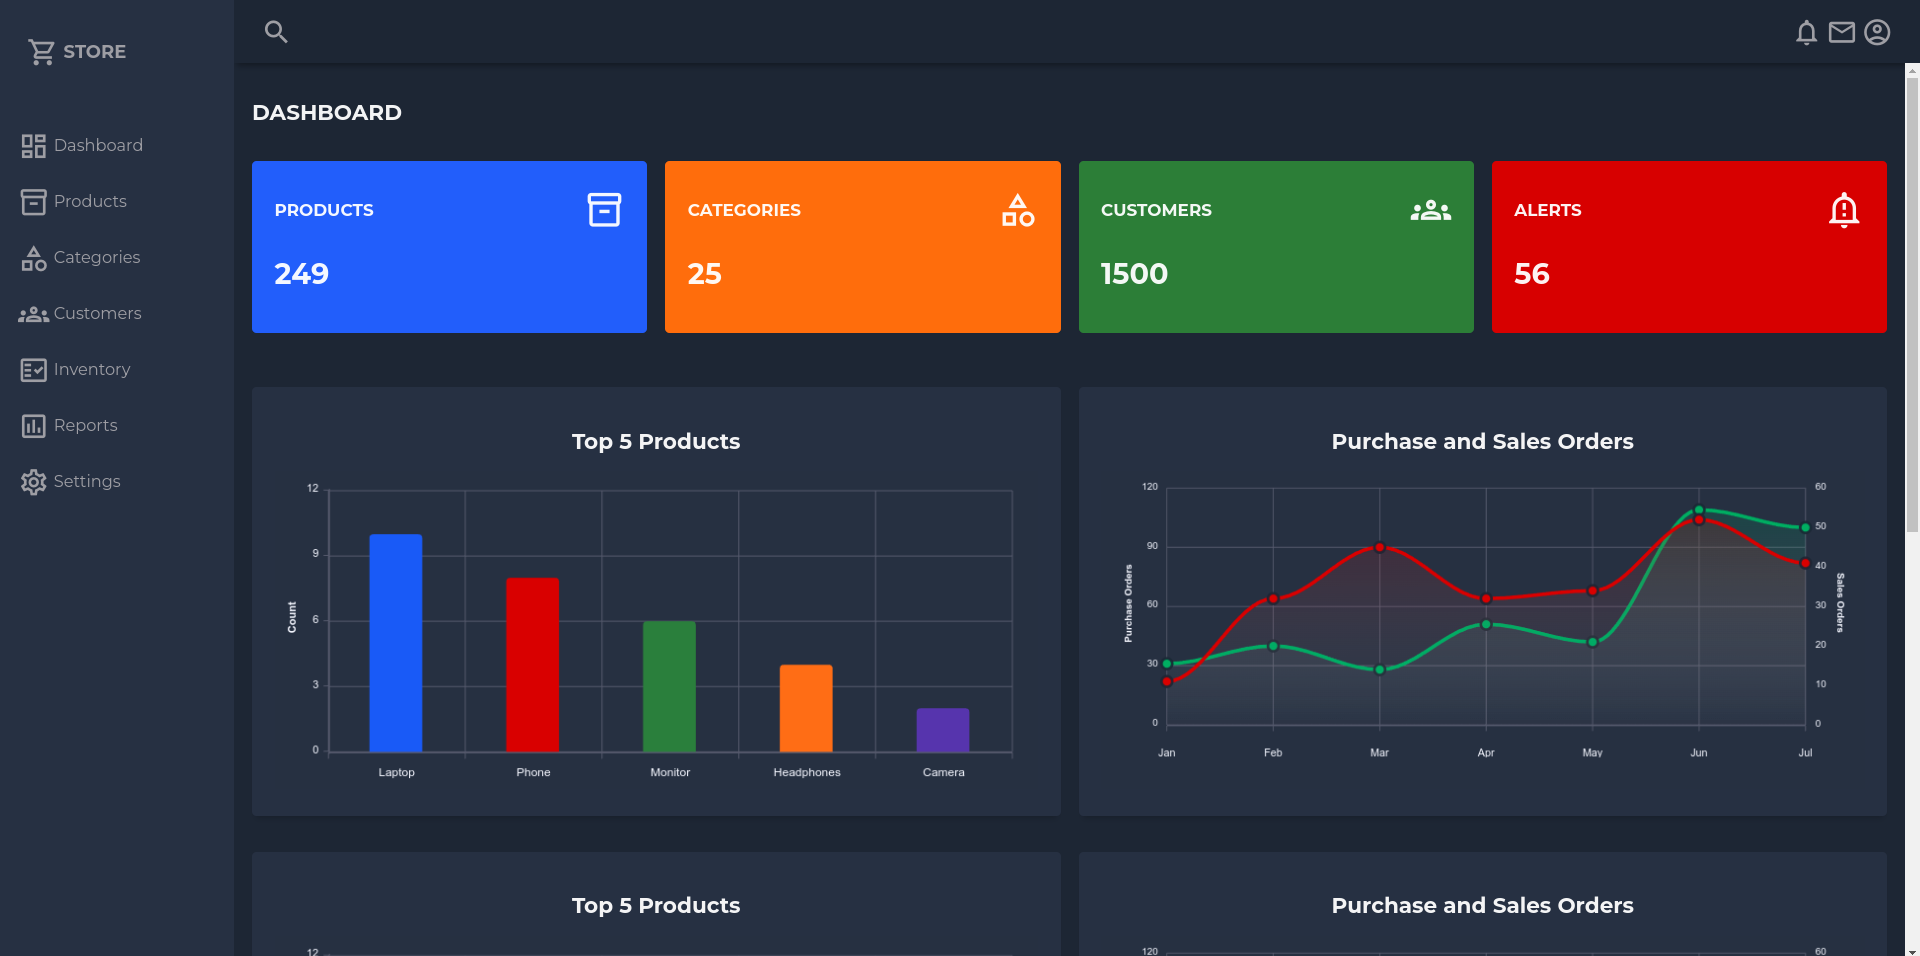 STORE
Dashboard
Products
Categories
Customers
Inventory
Reports
Settings
DASHBOARD
PRODUCTS
249
CATEGORIES
25
CUSTOMERS
1500
ALERTS
56
Top 5 Products
12
9
6
3
0
Count
Laptop Phone Monitor Headphones Camera
Purchase and Sales Orders
120
90
60
30
0
Purchase Orders
60
50
40
30
20
10
0
Sales Orders
Jan Feb Mar Apr May Jun Jul
Top 5 Products
12
Purchase and Sales Orders
120
60